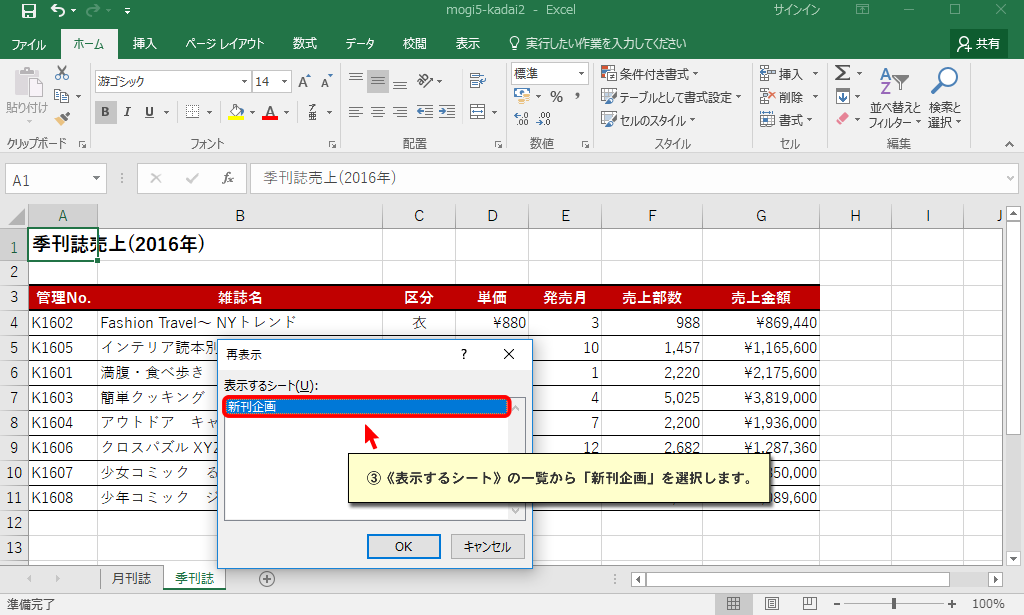 mogi5-kadai2 - Excel サインイン
ファイル ホーム 挿入 ページ レイアウト 数式 データ 校閲 表示 実行したい作業を入力してください 共有
貼り付け 游ゴシック 14 A A 標準 条件付き書式 挿入 Σ A Z
B I U A % , テーブルとして書式設定 削除 並べ替えと フィルター 検索と 選択
.00 .00 セルのスタイル 書式
クリップボード フォント 配置 数値 スタイル セル 編集
A1 fx 季刊誌売上(2016年)
A B C D E F G H I J
1 季刊誌売上(2016年)
2
3 管理No. 雑誌名 区分 単価 発売月 売上部数 売上金額
4 K1602 Fashion Travel～ NYトレンド 衣 ¥880 3 988 ¥869,440
5 K1605 インテリア読本別 10 1,457 ¥1,165,600
6 K1601 満腹・食べ歩き 1 2,220 ¥2,175,600
7 K1603 簡単クッキング 4 5,025 ¥3,819,000
8 K1604 アウトドア キャ 7 2,200 ¥1,936,000
9 K1606 クロスパズル XYZ 12 2,682 ¥1,287,360
10 K1607 少女コミック る 350,000
11 K1608 少年コミック ジ 989,600
12
13
再表示 ?
表示するシート(U):
新刊企画
③《表示するシート》の一覧から「新刊企画」を選択します。
OK キャンセル
月刊誌 季刊誌
準備完了 100%